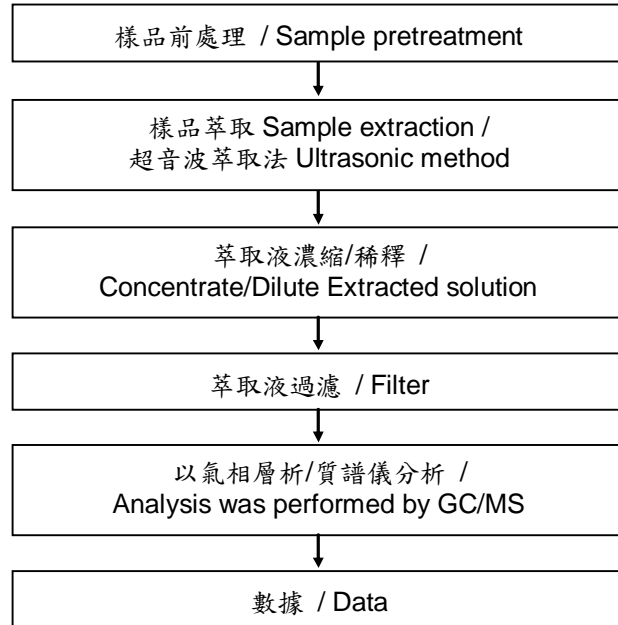 樣品前處理 / Sample pretreatment
樣品萃取 Sample extraction /
超音波萃取法 Ultrasonic method
萃取液濃縮/稀釋 /
Concentrate/Dilute Extracted solution
萃取液過濾 / Filter
以氣相層析/質譜儀分析 /
Analysis was performed by GC/MS
數據 / Data